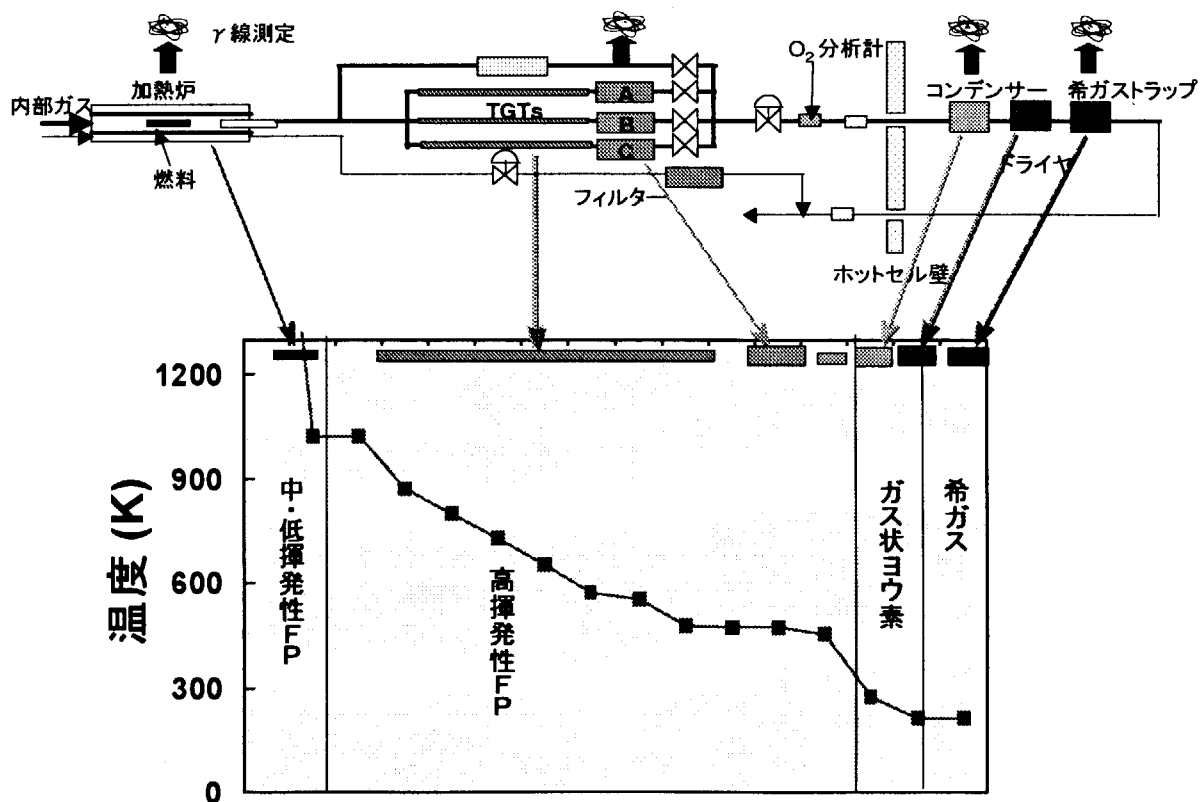 γ線測定
O₂分析計
加熱炉
コンデンサー
希ガストラップ
内部ガス
A
TGTs
B
C
燃料
ドライヤ
フィルター
ホットセル壁
温度 (K)
1200
900
600
300
0
中・低揮発性FP
高揮発性FP
ガス状ヨウ素
希ガス